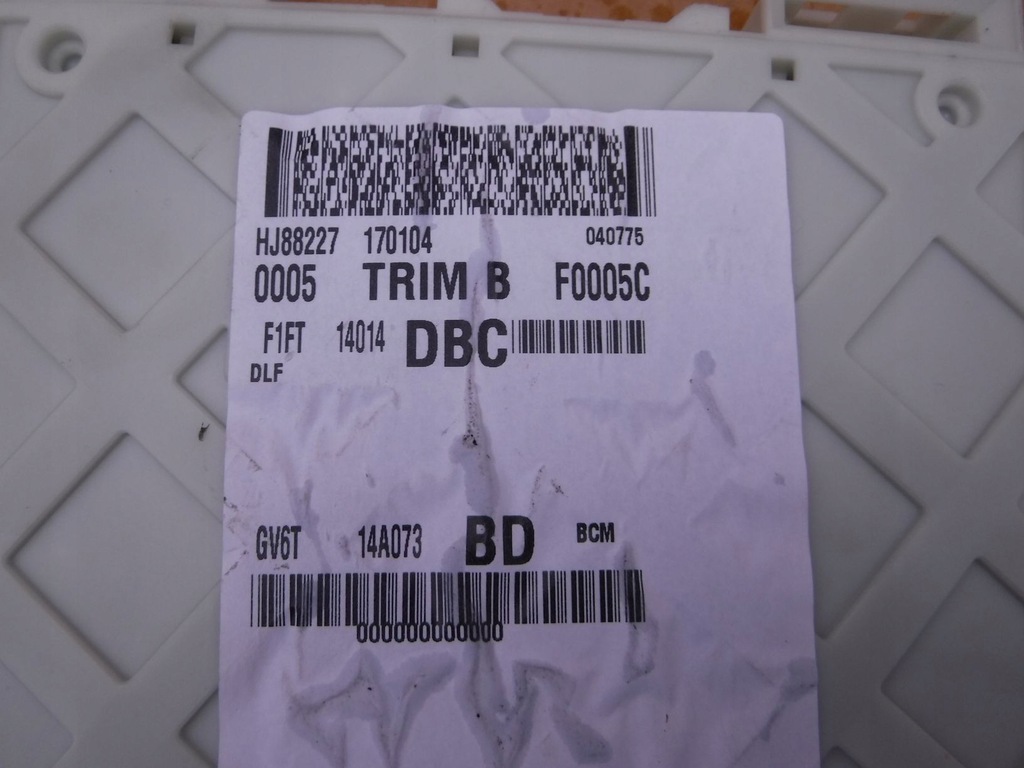 HJ88227 170104 040775
0005 TRIM B F0005C
F1FT 14014 DBC
DLF
GV6T 14A073 BD BCM
000000000000